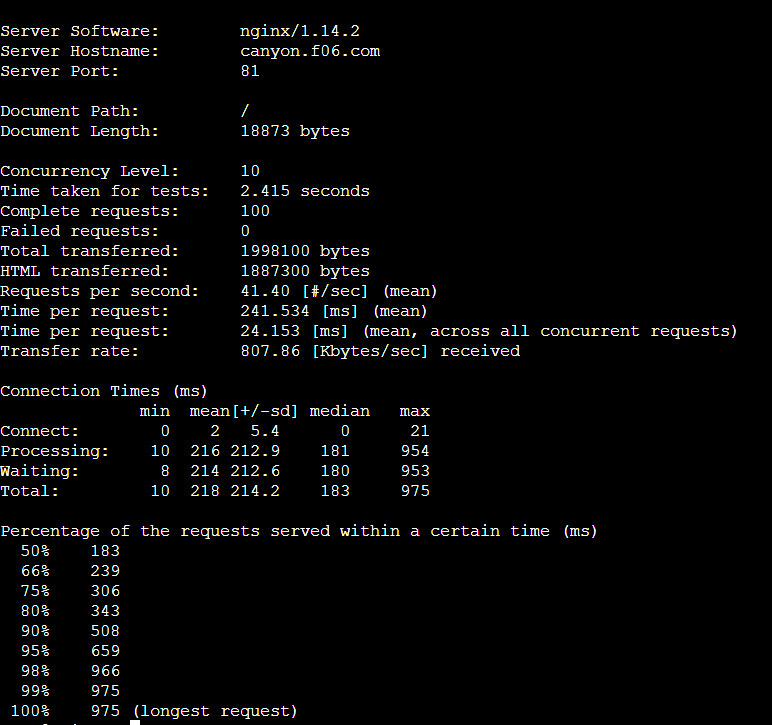 Server Software: nginx/1.14.2
Server Hostname: canyon.f06.com
Server Port: 81
Document Path: /
Document Length: 18873 bytes
Concurrency Level: 10
Time taken for tests: 2.415 seconds
Complete requests: 100
Failed requests: 0
Total transferred: 1998100 bytes
HTML transferred: 1887300 bytes
Requests per second: 41.40 [#/sec] (mean)
Time per request: 241.534 [ms] (mean)
Time per request: 24.153 [ms] (mean, across all concurrent requests)
Transfer rate: 807.86 [Kbytes/sec] received
Connection Times (ms)
min mean[+/-sd] median max
Connect: 0 2 5.4 0 21
Processing: 10 216 212.9 181 954
Waiting: 8 214 212.6 180 953
Total: 10 218 214.2 183 975
Percentage of the requests served within a certain time (ms)
50% 183
66% 239
75% 306
80% 343
90% 508
95% 659
98% 966
99% 975
100% 975 (longest request)